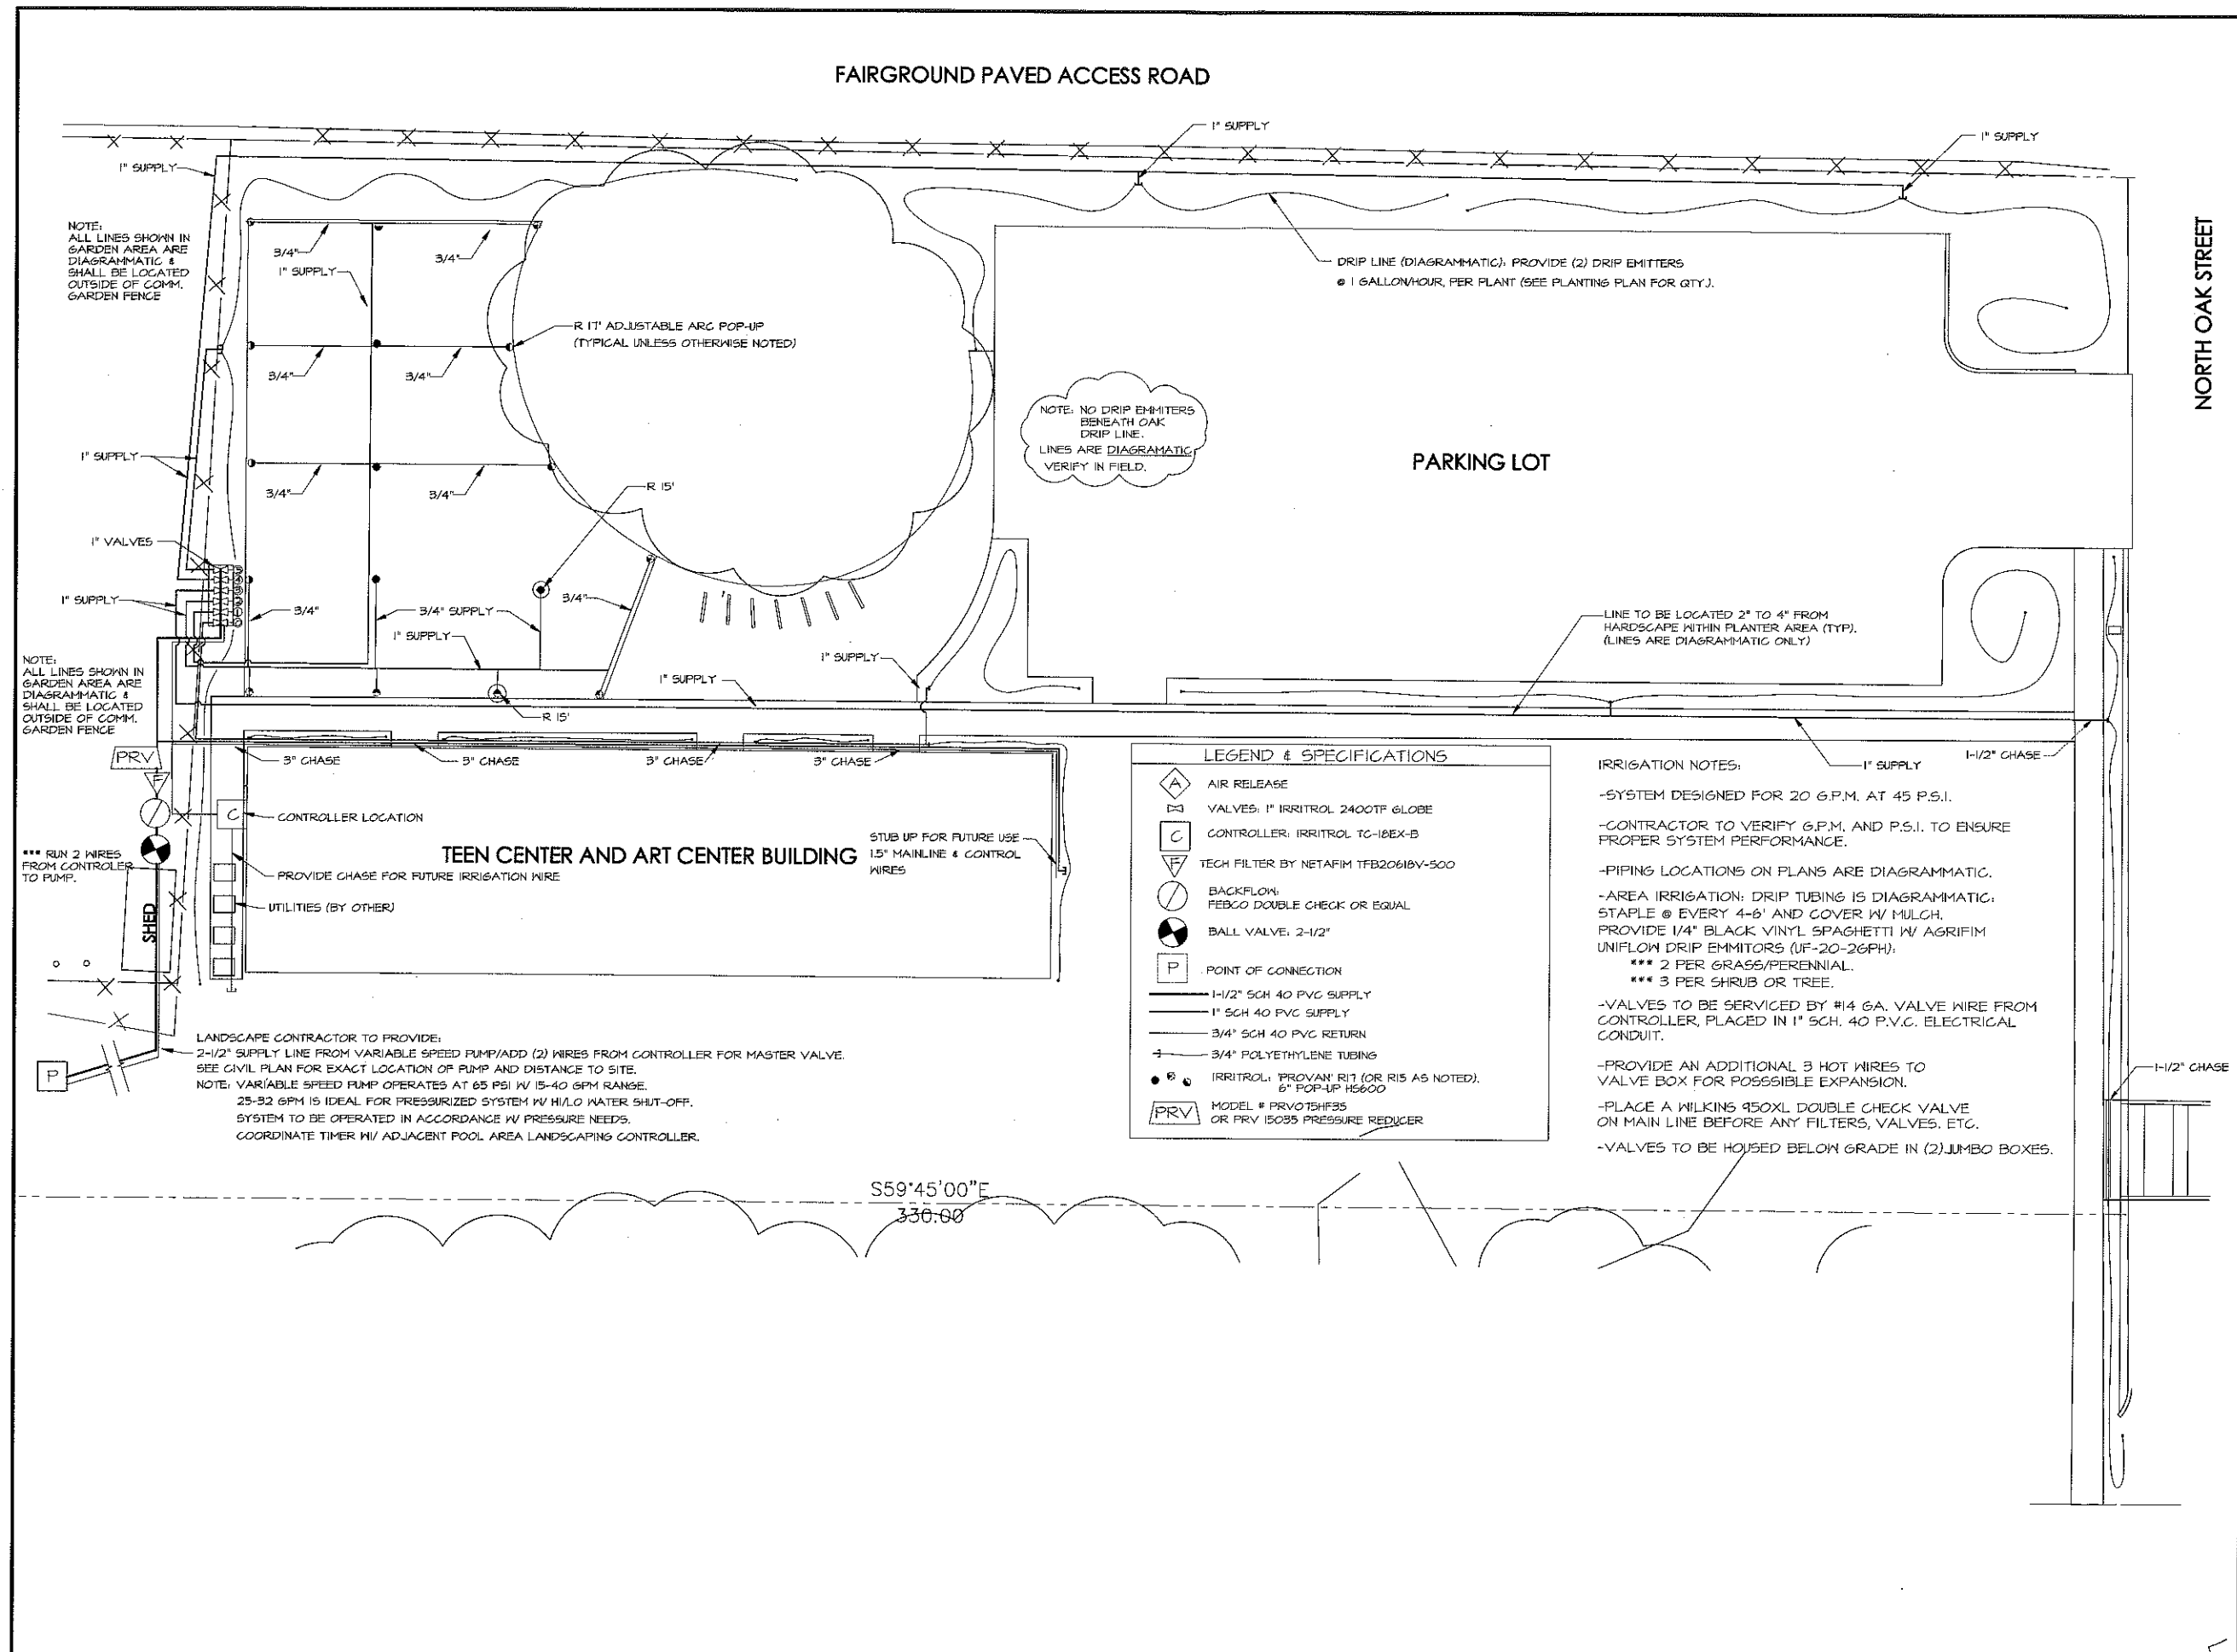 FAIRGROUND PAVED ACCESS ROAD
1" SUPPLY
1" SUPPLY
1" SUPPLY
NOTE:
ALL LINES SHOWN IN
GARDEN AREA ARE
DIAGRAMMATIC &
SHALL BE LOCATED
OUTSIDE OF COMM.
GARDEN FENCE
3/4"
3/4"
1" SUPPLY
R 17' ADJUSTABLE ARC POP-UP
(TYPICAL UNLESS OTHERWISE NOTED)
3/4"
3/4"
DRIP LINE (DIAGRAMMATIC): PROVIDE (2) DRIP EMITTERS
@ 1 GALLON/HOUR, PER PLANT (SEE PLANTING PLAN FOR QTY.).
NORTH OAK STREET
NOTE: NO DRIP EMMITERS
BENEATH OAK
DRIP LINE.
LINES ARE DIAGRAMATIC
VERIFY IN FIELD.
PARKING LOT
1" SUPPLY
3/4"
3/4"
R 15'
1" VALVES
1" SUPPLY
3/4"
3/4" SUPPLY
3/4"
1" SUPPLY
LINE TO BE LOCATED 2" TO 4" FROM
HARDSCAPE WITHIN PLANTER AREA (TYP).
(LINES ARE DIAGRAMMATIC ONLY)
NOTE:
ALL LINES SHOWN IN
GARDEN AREA ARE
DIAGRAMMATIC &
SHALL BE LOCATED
OUTSIDE OF COMM.
GARDEN FENCE
1" SUPPLY
1" SUPPLY
R 15'
PRV
F
3" CHASE
3" CHASE
3" CHASE
3" CHASE
1" SUPPLY
1-1/2" CHASE
C
CONTROLLER LOCATION
*** RUN 2 WIRES
FROM CONTROLER
TO PUMP.
TEEN CENTER AND ART CENTER BUILDING
STUB UP FOR FUTURE USE
1.5" MAINLINE & CONTROL
WIRES
PROVIDE CHASE FOR FUTURE IRRIGATION WIRE
UTILITIES (BY OTHER)
SHED
LEGEND & SPECIFICATIONS
A AIR RELEASE
VALVES: 1" IRRITROL 2400TF GLOBE
C CONTROLLER: IRRITROL TC-18EX-B
F TECH FILTER BY NETAFIM TFB20618V-500
BACKFLOW:
FEBCO DOUBLE CHECK OR EQUAL
BALL VALVE: 2-1/2"
P POINT OF CONNECTION
1-1/2" SCH 40 PVC SUPPLY
1" SCH 40 PVC SUPPLY
3/4" SCH 40 PVC RETURN
3/4" POLYETHYLENE TUBING
IRRITROL: 'PROVAN' R17 (OR R15 AS NOTED).
6" POP-UP HS600
PRV MODEL # PRV075HF35
OR PRV 15035 PRESSURE REDUCER
IRRIGATION NOTES:
-SYSTEM DESIGNED FOR 20 G.P.M. AT 45 P.S.I.
-CONTRACTOR TO VERIFY G.P.M. AND P.S.I. TO ENSURE
PROPER SYSTEM PERFORMANCE.
-PIPING LOCATIONS ON PLANS ARE DIAGRAMMATIC.
-AREA IRRIGATION: DRIP TUBING IS DIAGRAMMATIC:
STAPLE @ EVERY 4-6' AND COVER W/ MULCH.
PROVIDE 1/4" BLACK VINYL SPAGHETTI W/ AGRIFIM
UNIFLOW DRIP EMMITORS (UF-20-2GPH):
*** 2 PER GRASS/PERENNIAL.
*** 3 PER SHRUB OR TREE.
-VALVES TO BE SERVICED BY #14 GA. VALVE WIRE FROM
CONTROLLER, PLACED IN 1" SCH. 40 P.V.C. ELECTRICAL
CONDUIT.
-PROVIDE AN ADDITIONAL 3 HOT WIRES TO
VALVE BOX FOR POSSSIBLE EXPANSION.
-PLACE A WILKINS 950XL DOUBLE CHECK VALVE
ON MAIN LINE BEFORE ANY FILTERS, VALVES, ETC.
-VALVES TO BE HOUSED BELOW GRADE IN (2) JUMBO BOXES.
1-1/2" CHASE
P
LANDSCAPE CONTRACTOR TO PROVIDE:
2-1/2" SUPPLY LINE FROM VARIABLE SPEED PUMP/ADD (2) WIRES FROM CONTROLLER FOR MASTER VALVE.
SEE CIVIL PLAN FOR EXACT LOCATION OF PUMP AND DISTANCE TO SITE.
NOTE: VARIABLE SPEED PUMP OPERATES AT 65 PSI W/ 15-40 GPM RANGE.
25-32 GPM IS IDEAL FOR PRESSURIZED SYSTEM W/ HI/LO WATER SHUT-OFF.
SYSTEM TO BE OPERATED IN ACCORDANCE W/ PRESSURE NEEDS.
COORDINATE TIMER W/ ADJACENT POOL AREA LANDSCAPING CONTROLLER.
S59°45'00"E
330.00